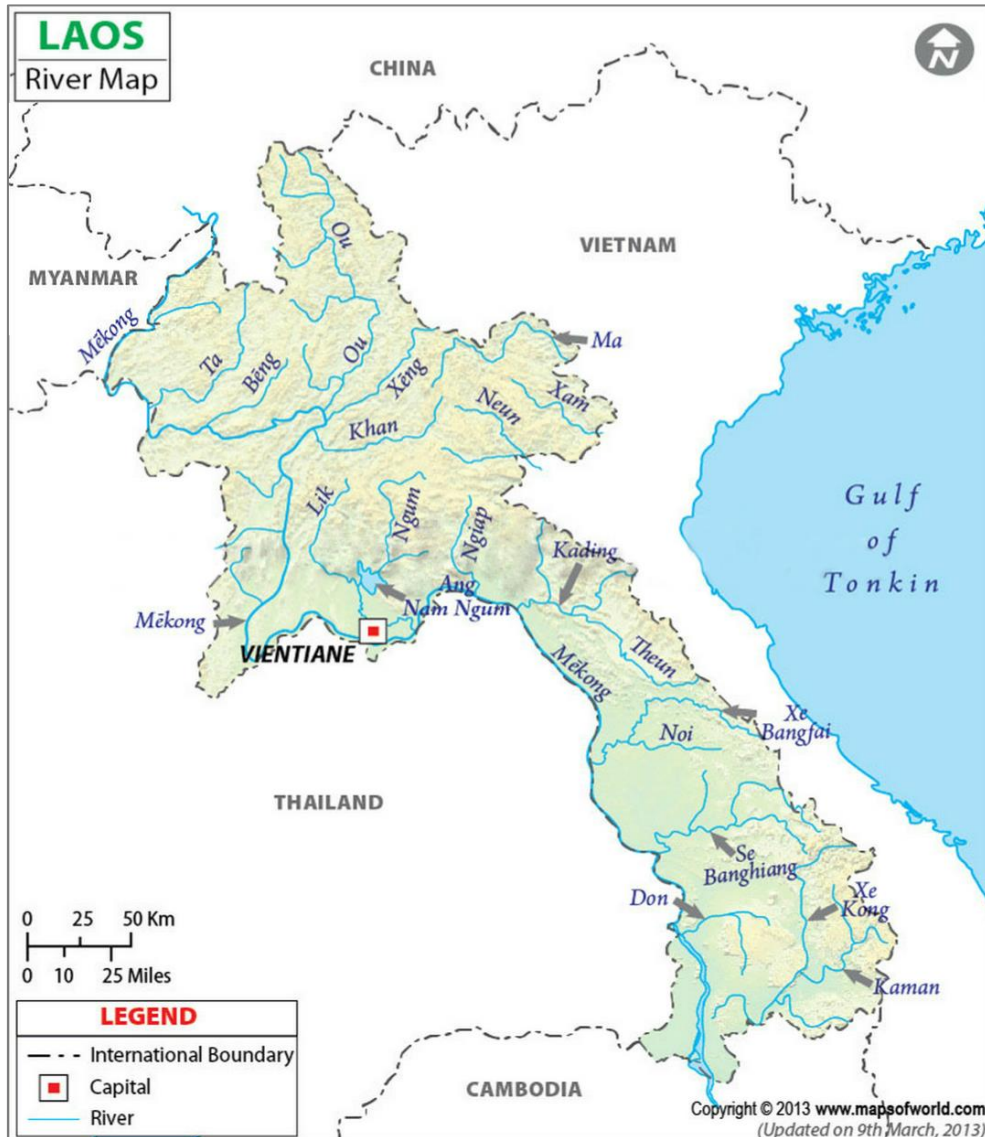 LAOS
River Map
N
CHINA
VIETNAM
MYANMAR
Mēkong
Ou
Ta
Bēng
Ou
Xēng
Ma
Khan
Neun
Xam
Lik
Ngum
Ngiap
Kading
Gulf
of
Tonkin
Ang
Nam Ngum
Mēkong
VIENTIANE
Mēkong
Theun
Xe
Bangfai
Noi
THAILAND
Se
Banghiang
Don
Xe
Kong
Kaman
0 25 50 Km
0 10 25 Miles
LEGEND
International Boundary
Capital
River
CAMBODIA
Copyright © 2013 www.mapsofworld.com
(Updated on 9th March, 2013)